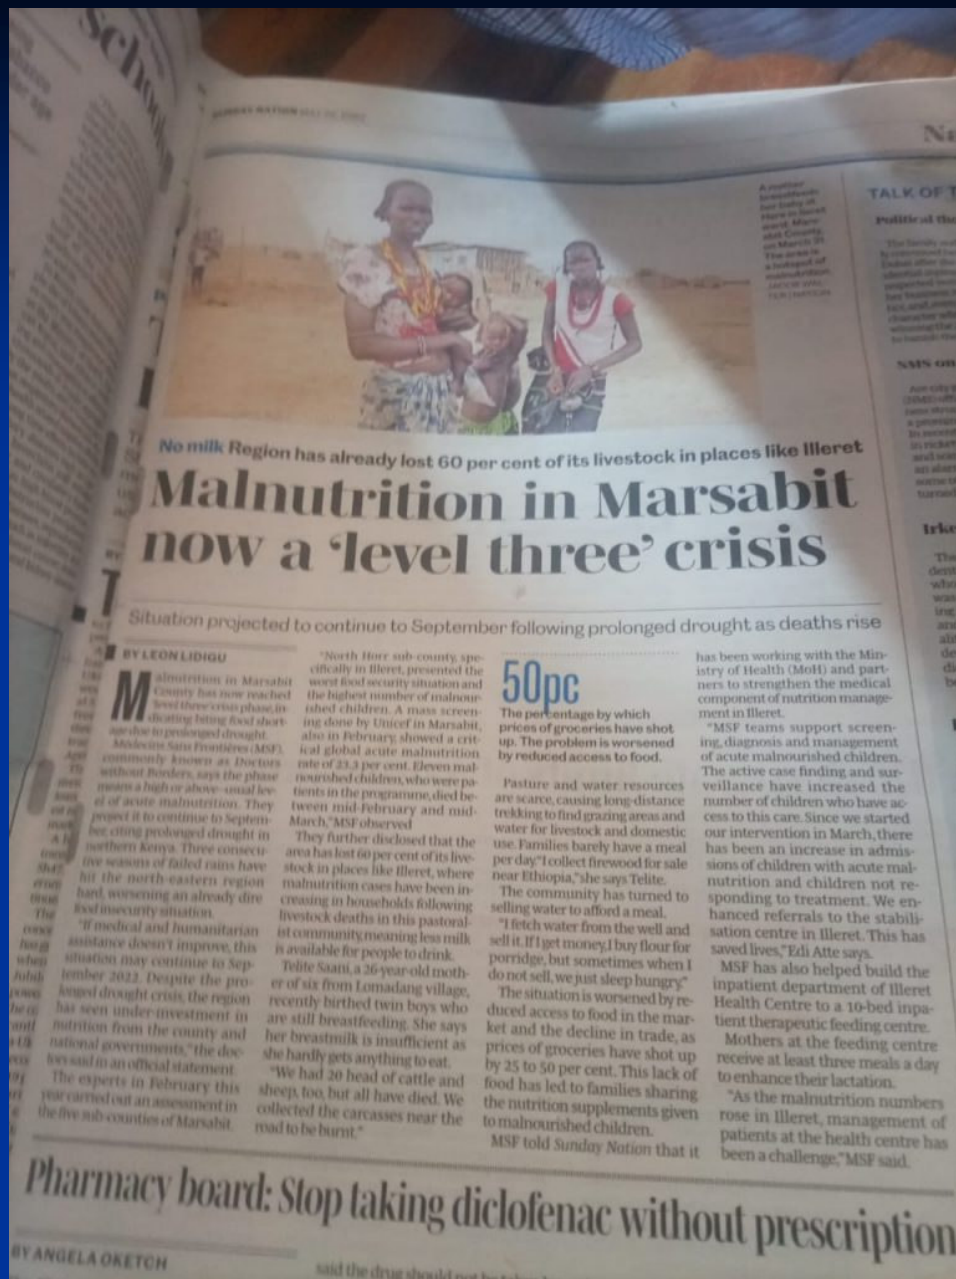 Schools
SUNDAY NATION
Na
A mother
breastfeeds
her baby at
ward, Mars-
abit County,
on March 21.
The area is
a hotspot of
malnutrition.
TALK OF T
Political the
NMS on
Irke
No milk Region has already lost 60 per cent of its livestock in places like Illeret
Malnutrition in Marsabit
now a ‘level three’ crisis
Situation projected to continue to September following prolonged drought as deaths rise
BY LEON LIDIGU
Malnutrition in Marsabit
County has now reached
‘level three’ crisis phase, in-
dicating biting food short-
age due to prolonged drought.
Médecins Sans Frontières (MSF),
commonly known as Doctors
without Borders, says the phase
means a high or above-usual lev-
el of acute malnutrition. They
project it to continue to Septem-
ber, citing prolonged drought in
northern Kenya. Three consecu-
tive seasons of failed rains have
hit the north-eastern region
hard, worsening an already dire
food insecurity situation.
"If medical and humanitarian
assistance doesn't improve, this
situation may continue to Sep-
tember 2022. Despite the pro-
longed drought crisis, the region
has seen under-investment in
nutrition from the county and
national governments," the doc-
tors said in an official statement.
The experts in February this
year carried out an assessment in
the five sub-counties of Marsabit.
"North Horr sub-county, spe-
cifically in Illeret, presented the
worst food security situation and
the highest number of malnour-
ished children. A mass screen-
ing done by Unicef in Marsabit,
also in February, showed a crit-
ical global acute malnutrition
rate of 23.3 per cent. Eleven mal-
nourished children, who were pa-
tients in the programme, died be-
tween mid-February and mid-
March," MSF observed
They further disclosed that the
area has lost 60 per cent of its live-
stock in places like Illeret, where
malnutrition cases have been in-
creasing in households following
livestock deaths in this pastoral-
ist community, meaning less milk
is available for people to drink.
Telite Saani, a 26-year-old moth-
er of six from Lomadang village,
recently birthed twin boys who
are still breastfeeding. She says
her breastmilk is insufficient as
she hardly gets anything to eat.
"We had 20 head of cattle and
sheep, too, but all have died. We
collected the carcasses near the
road to be burnt."
50pc
The percentage by which
prices of groceries have shot
up. The problem is worsened
by reduced access to food.
Pasture and water resources
are scarce, causing long-distance
trekking to find grazing areas and
water for livestock and domestic
use. Families barely have a meal
per day. "I collect firewood for sale
near Ethiopia," she says Telite.
The community has turned to
selling water to afford a meal.
"I fetch water from the well and
sell it. If I get money, I buy flour for
porridge, but sometimes when I
do not sell, we just sleep hungry."
The situation is worsened by re-
duced access to food in the mar-
ket and the decline in trade, as
prices of groceries have shot up
by 25 to 50 per cent. This lack of
food has led to families sharing
the nutrition supplements given
to malnourished children.
MSF told Sunday Nation that it
has been working with the Min-
istry of Health (MoH) and part-
ners to strengthen the medical
component of nutrition manage-
ment in Illeret.
"MSF teams support screen-
ing, diagnosis and management
of acute malnourished children.
The active case finding and sur-
veillance have increased the
number of children who have ac-
cess to this care. Since we started
our intervention in March, there
has been an increase in admis-
sions of children with acute mal-
nutrition and children not re-
sponding to treatment. We en-
hanced referrals to the stabili-
sation centre in Illeret. This has
saved lives," Edi Atte says.
MSF has also helped build the
inpatient department of Illeret
Health Centre to a 10-bed inpa-
tient therapeutic feeding centre.
Mothers at the feeding centre
receive at least three meals a day
to enhance their lactation.
"As the malnutrition numbers
rose in Illeret, management of
patients at the health centre has
been a challenge," MSF said.
Pharmacy board: Stop taking diclofenac without prescription
BY ANGELA OKETCH
said the drug should not be